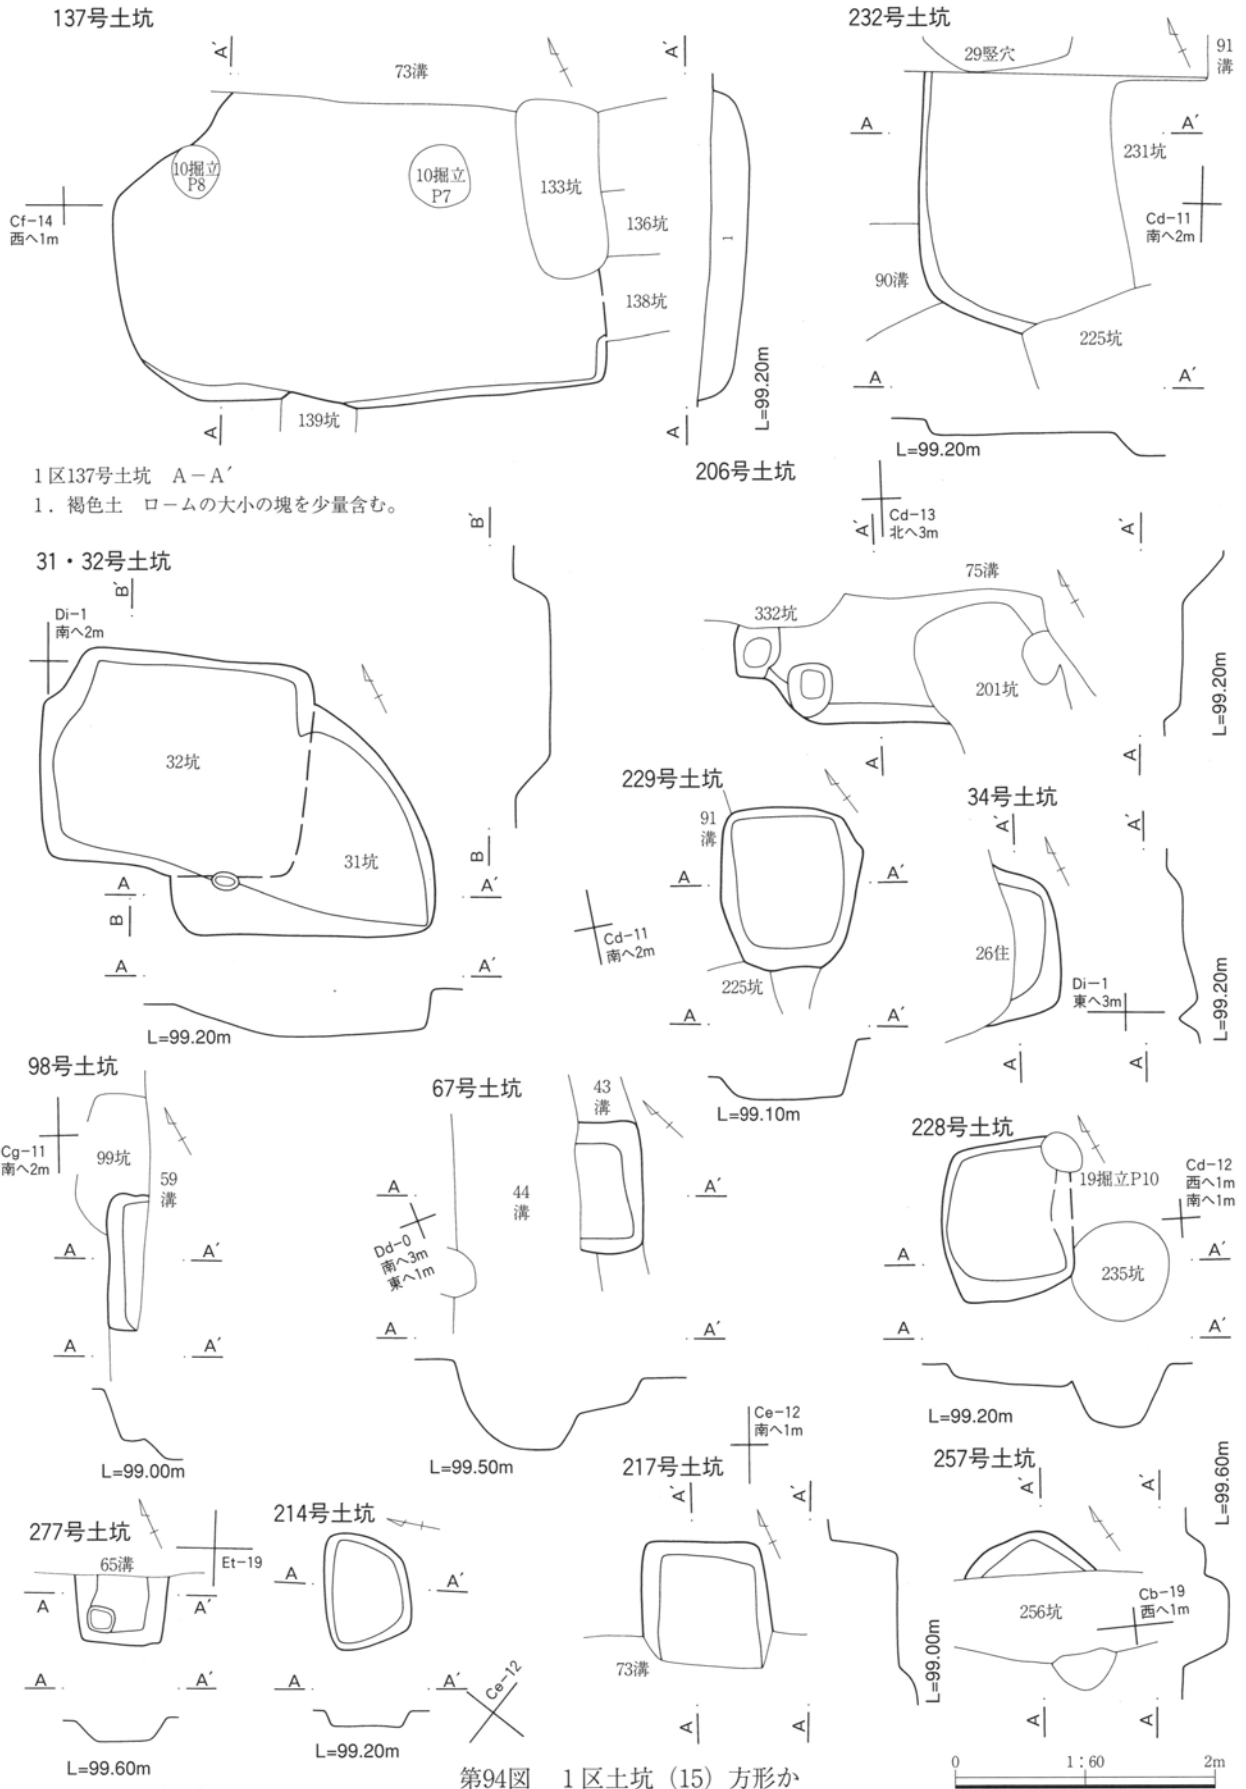 137号土坑
A′
A′
73溝
10掘立
P8
10掘立
P7
133坑
136坑
138坑
139坑
Cf-14
西へ1m
1
L=99.20m
A
A
1区137号土坑 A-A′
1. 褐色土 ロームの大小の塊を少量含む。
232号土坑
29竪穴
91
溝
A
A′
231坑
Cd-11
南へ2m
90溝
225坑
A
A′
L=99.20m
31・32号土坑
B′
B′
Di-1
南へ2m
32坑
31坑
A
A′
B
B
A
A′
L=99.20m
206号土坑
Cd-13
北へ3m
A′
A′
75溝
332坑
201坑
L=99.20m
A
A
229号土坑
91
溝
A
A′
Cd-11
南へ2m
225坑
A
A′
L=99.10m
34号土坑
A′
A′
26住
Di-1
東へ3m
L=99.20m
A
A
98号土坑
Cg-11
南へ2m
99坑
59
溝
A
A′
A
A′
L=99.00m
67号土坑
43
溝
44
溝
A
A′
Dd-0
南へ3m
東へ1m
A
A′
L=99.50m
228号土坑
19掘立P10
Cd-12
西へ1m
南へ1m
A
A′
235坑
A
A′
L=99.20m
277号土坑
65溝
Et-19
A
A′
A
A′
L=99.60m
214号土坑
A
A′
A
A′
Ce-12
L=99.20m
217号土坑
Ce-12
南へ1m
A′
A′
73溝
L=99.00m
A
A
257号土坑
A′
A′
L=99.60m
256坑
Cb-19
西へ1m
A
A
第94図 1区土坑(15)方形か
0 1:60 2m